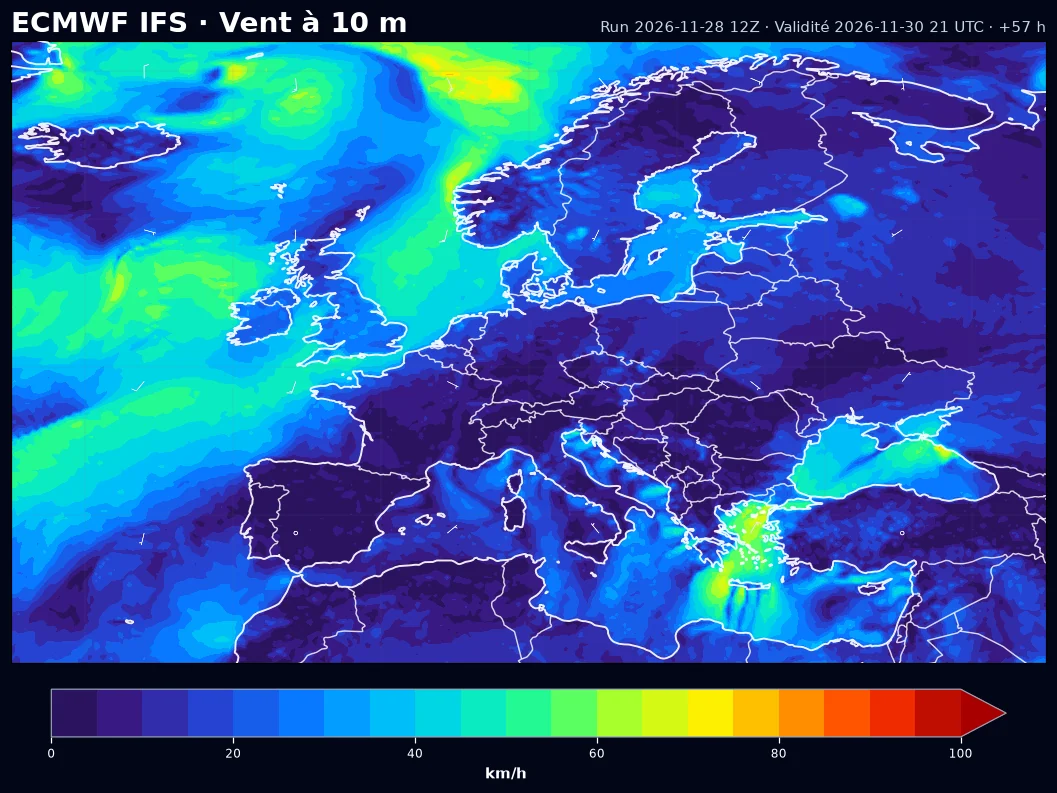 ECMWF IFS · Vent à 10 m
Run 2026-11-28 12Z · Validité 2026-11-30 21 UTC · +57 h
0 20 40 60 80 100
km/h